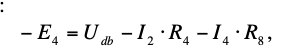 :
−E₄ = U_db − I₂ · R₄ − I₄ · R₈,